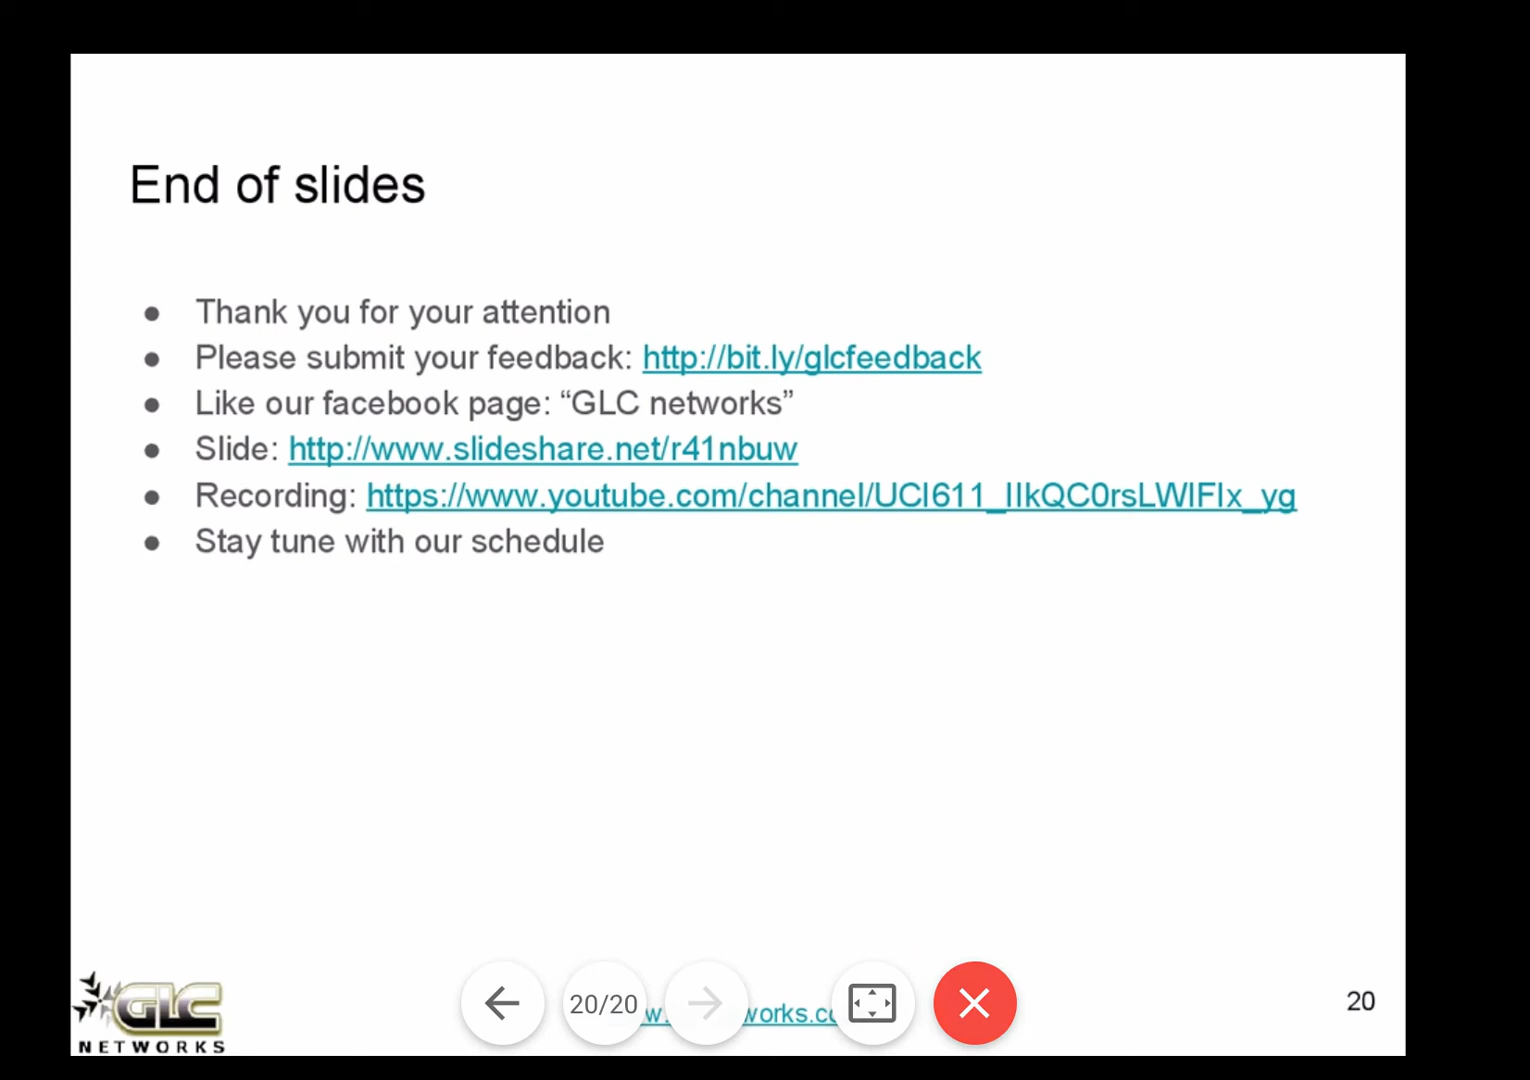 End of slides
● Thank you for your attention
● Please submit your feedback: http://bit.ly/glcfeedback
● Like our facebook page: “GLC networks”
● Slide: http://www.slideshare.net/r41nbuw
● Recording: https://www.youtube.com/channel/UCI611_IIkQC0rsLWIFIx_yg
● Stay tune with our schedule
GLC
NETWORKS
20/20
20